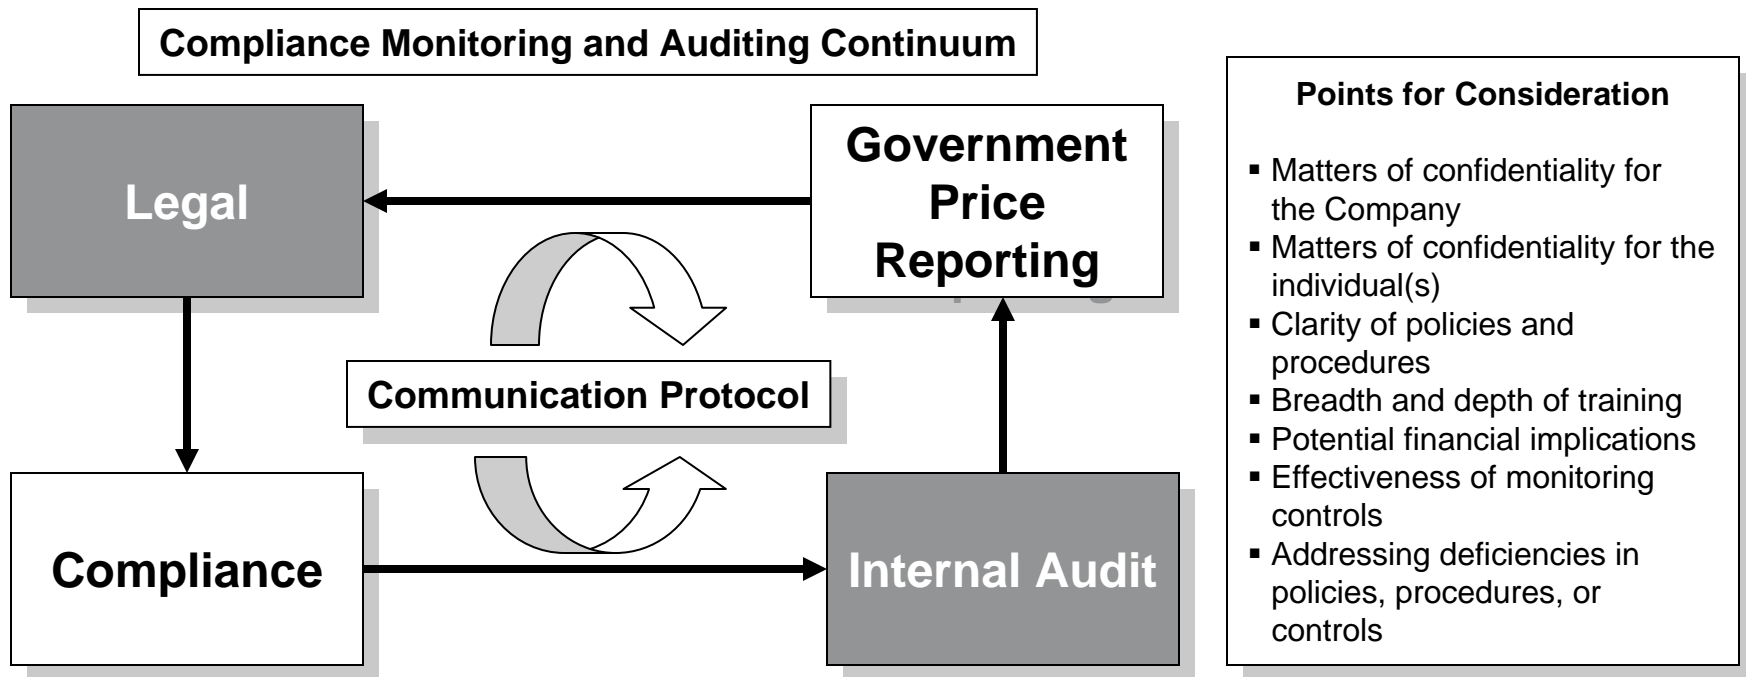 Compliance Monitoring and Auditing Continuum
Legal
Government
Price
Reporting
Communication Protocol
Compliance
Internal Audit
Points for Consideration
▪ Matters of confidentiality for
the Company
▪ Matters of confidentiality for the
individual(s)
▪ Clarity of policies and
procedures
▪ Breadth and depth of training
▪ Potential financial implications
▪ Effectiveness of monitoring
controls
▪ Addressing deficiencies in
policies, procedures, or
controls